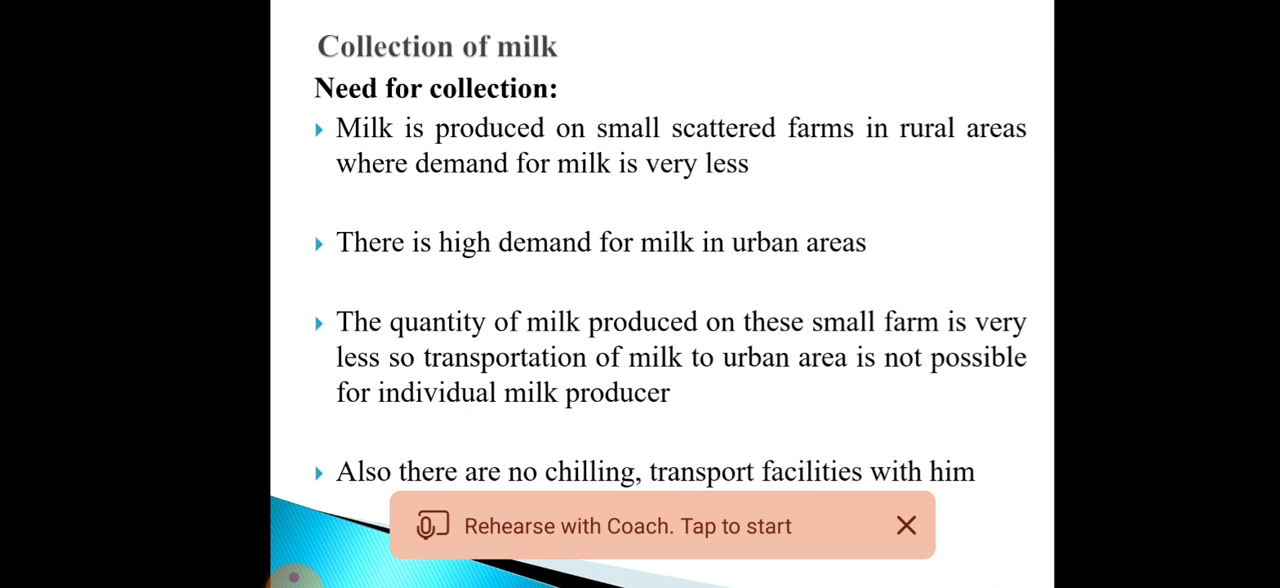 Collection of milk
Need for collection:
Milk is produced on small scattered farms in rural areas
where demand for milk is very less
There is high demand for milk in urban areas
The quantity of milk produced on these small farm is very
less so transportation of milk to urban area is not possible
for individual milk producer
Also there are no chilling, transport facilities with him
Rehearse with Coach. Tap to start